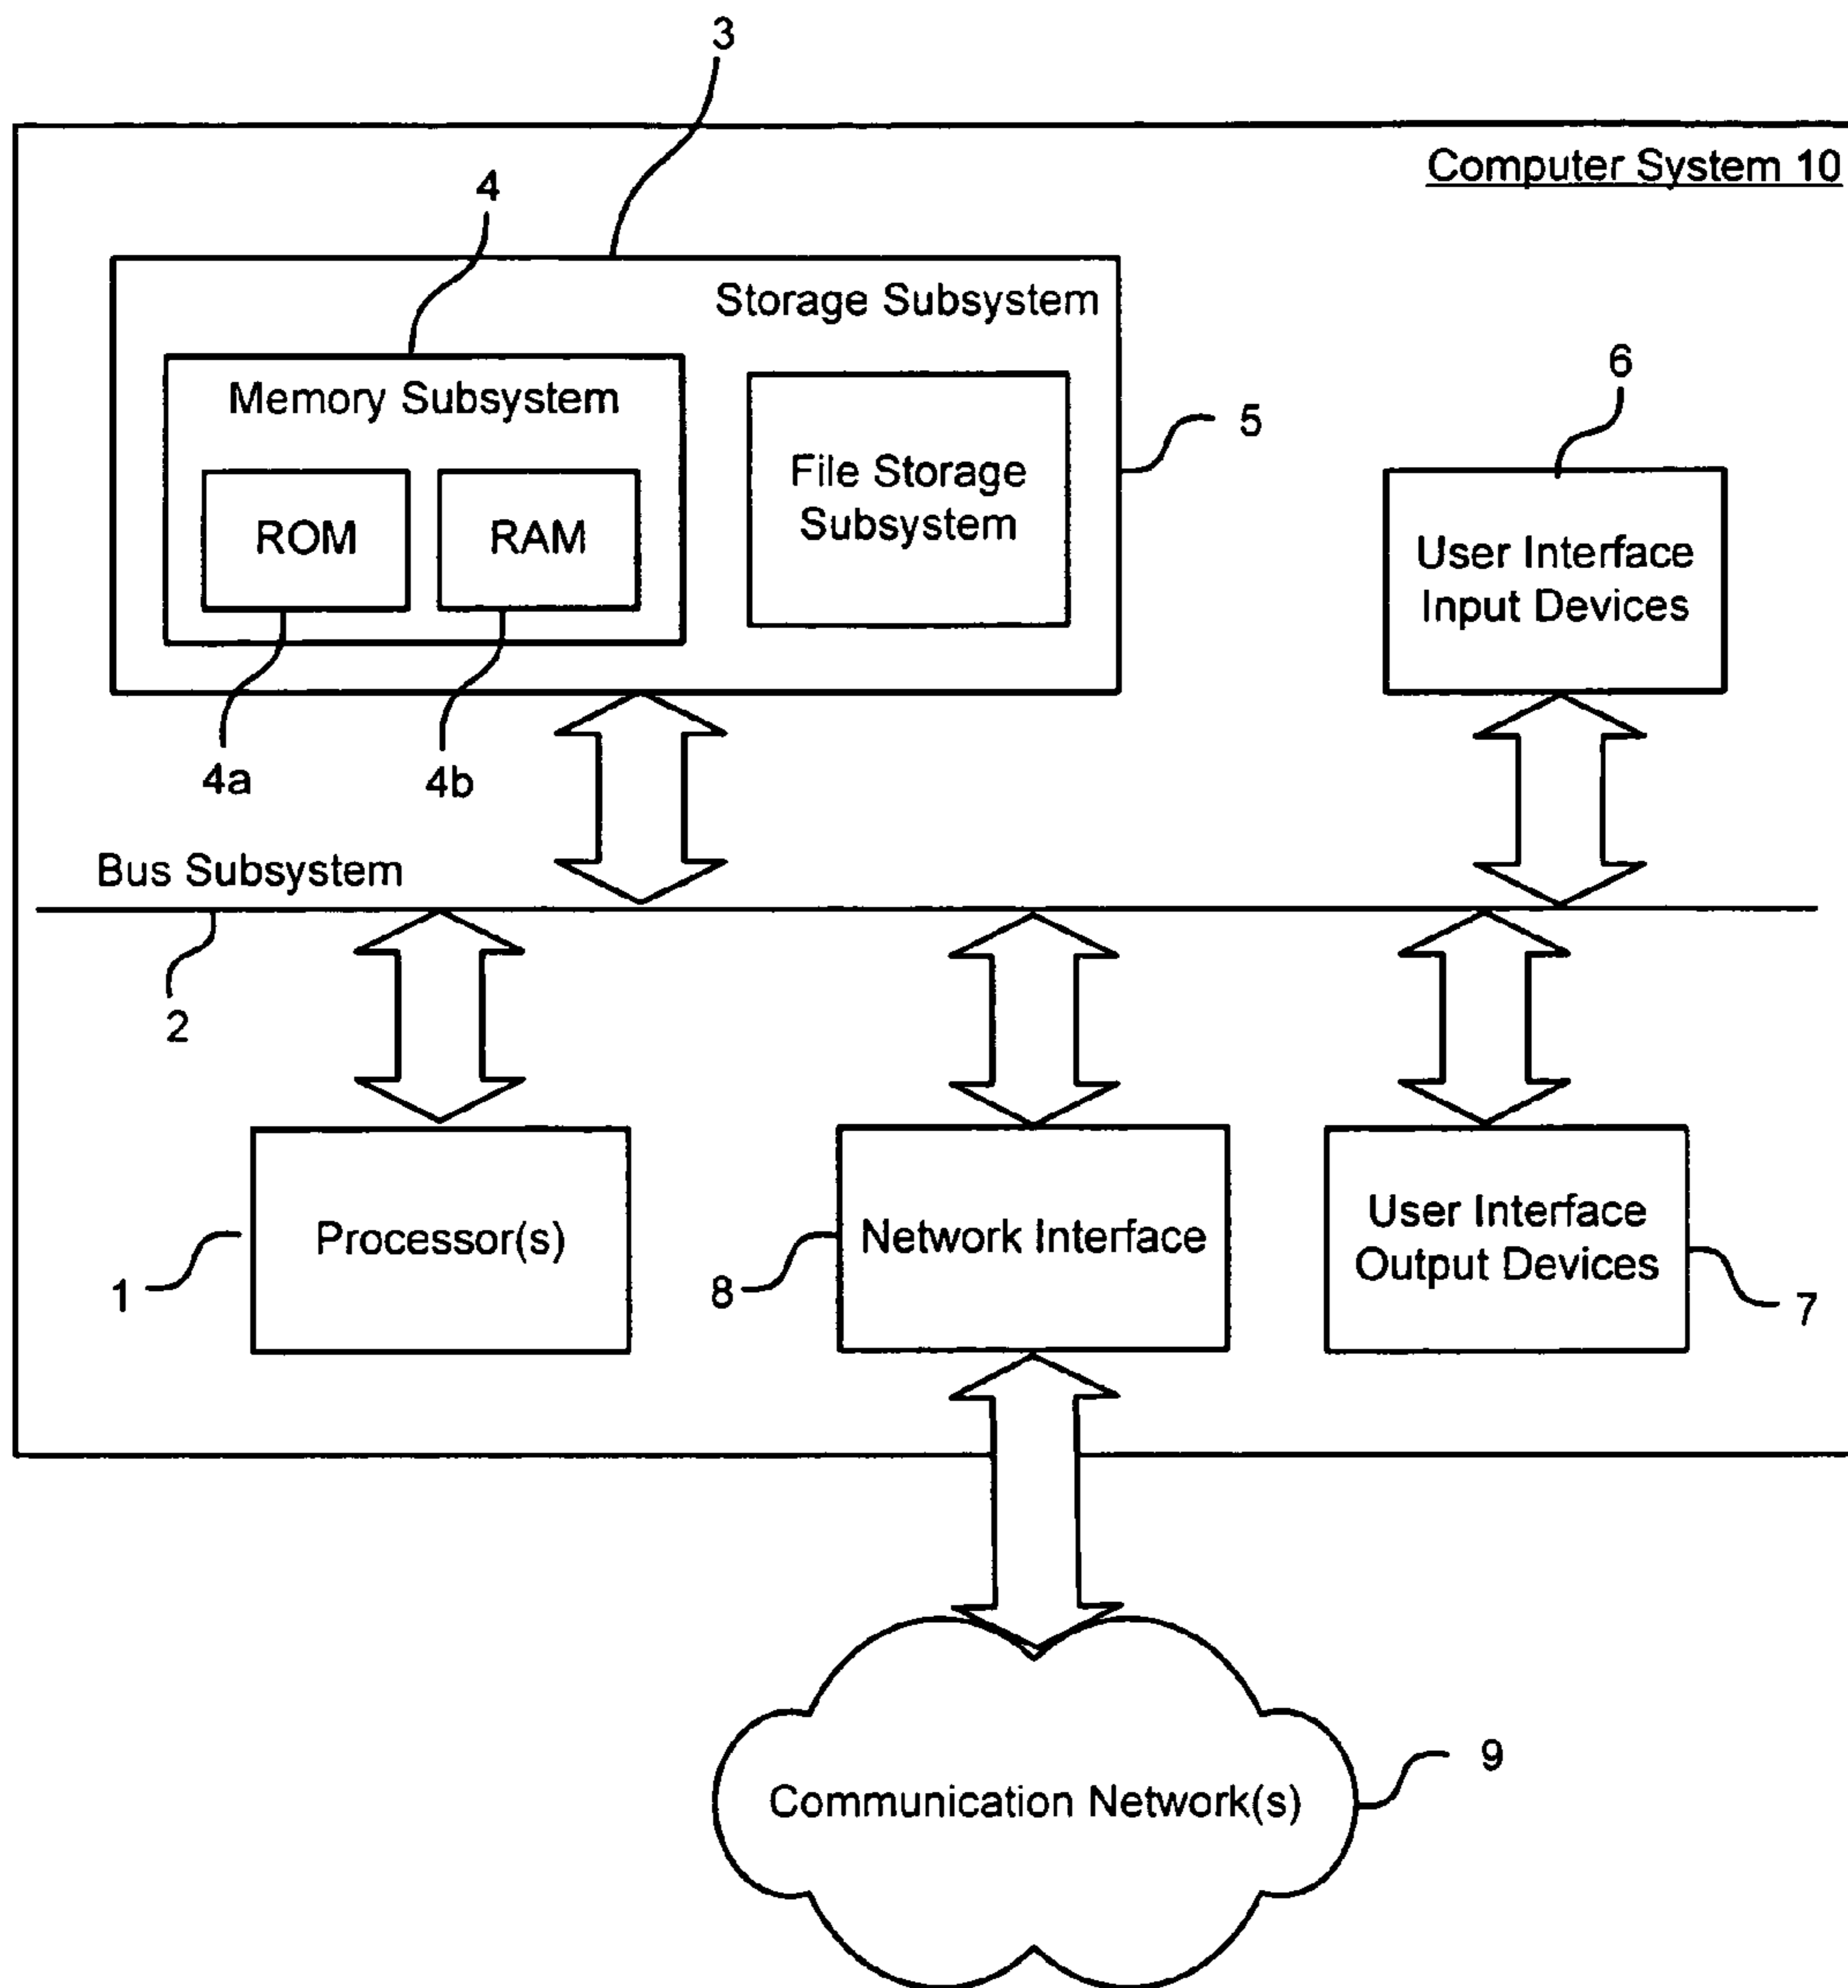 3
Computer System 10
4
Storage Subsystem
Memory Subsystem
6
5
File Storage
Subsystem
ROM
RAM
User Interface
Input Devices
4a
4b
Bus Subsystem
2
User Interface
Output Devices
Processor(s)
Network Interface
1
8
7
9
Communication Network(s)